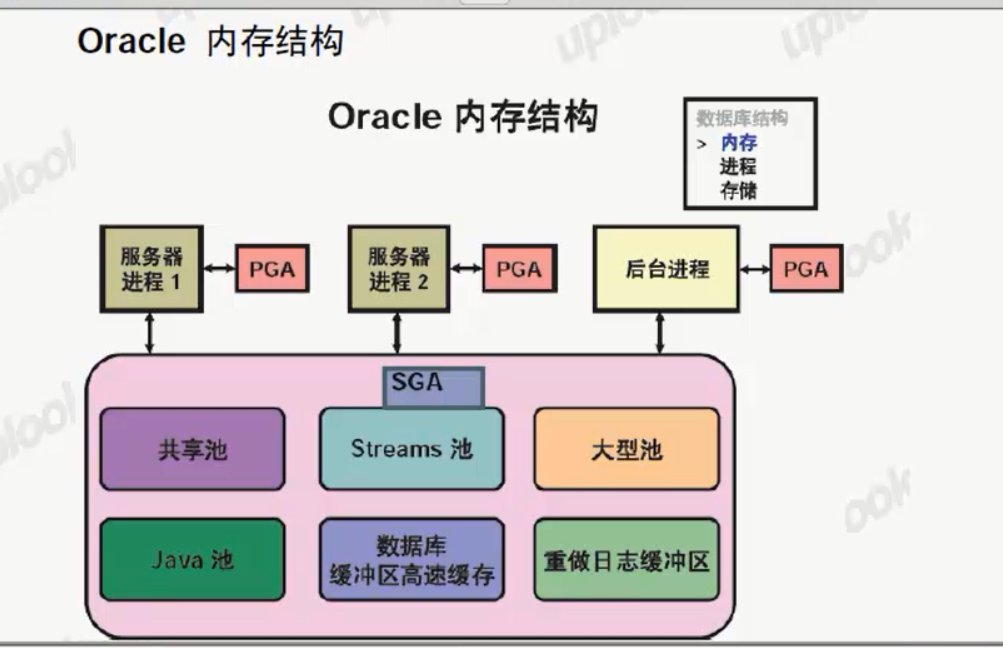 Oracle 内存结构
Oracle 内存结构
数据库结构
> 内存
进程
存储
服务器
进程 1
PGA
服务器
进程 2
PGA
后台进程
PGA
SGA
共享池
Streams 池
大型池
Java 池
数据库
缓冲区高速缓存
重做日志缓冲区